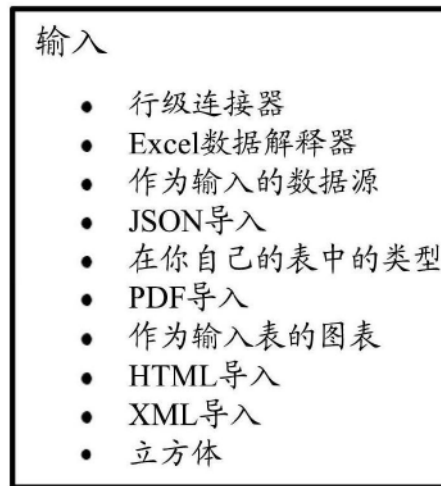 输入
• 行级连接器
• Excel数据解释器
• 作为输入的数据源
• JSON导入
• 在你自己的表中的类型
• PDF导入
• 作为输入表的图表
• HTML导入
• XML导入
• 立方体